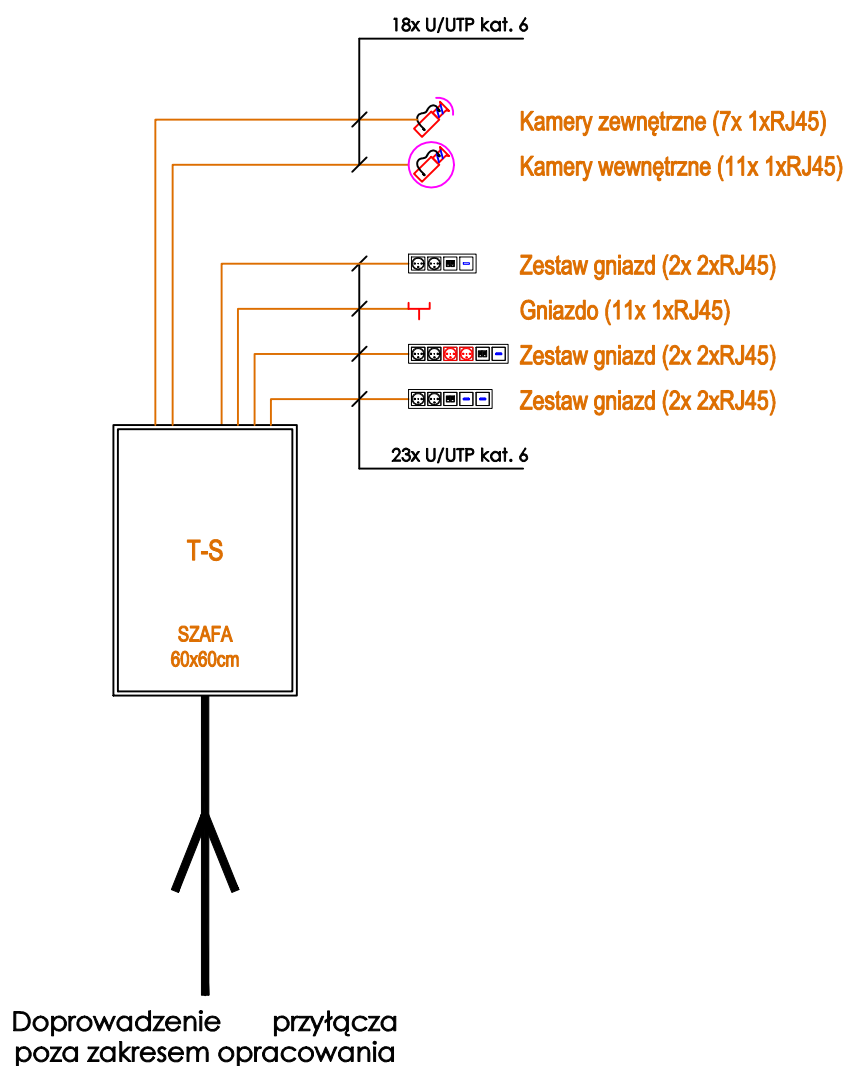 18x U/UTP kat. 6
Kamery zewnętrzne (7x 1xRJ45)
Kamery wewnętrzne (11x 1xRJ45)
Zestaw gniazd (2x 2xRJ45)
Gniazdo (11x 1xRJ45)
Zestaw gniazd (2x 2xRJ45)
Zestaw gniazd (2x 2xRJ45)
23x U/UTP kat. 6
T-S
SZAFA
60x60cm
Doprowadzenie przyłącza
poza zakresem opracowania